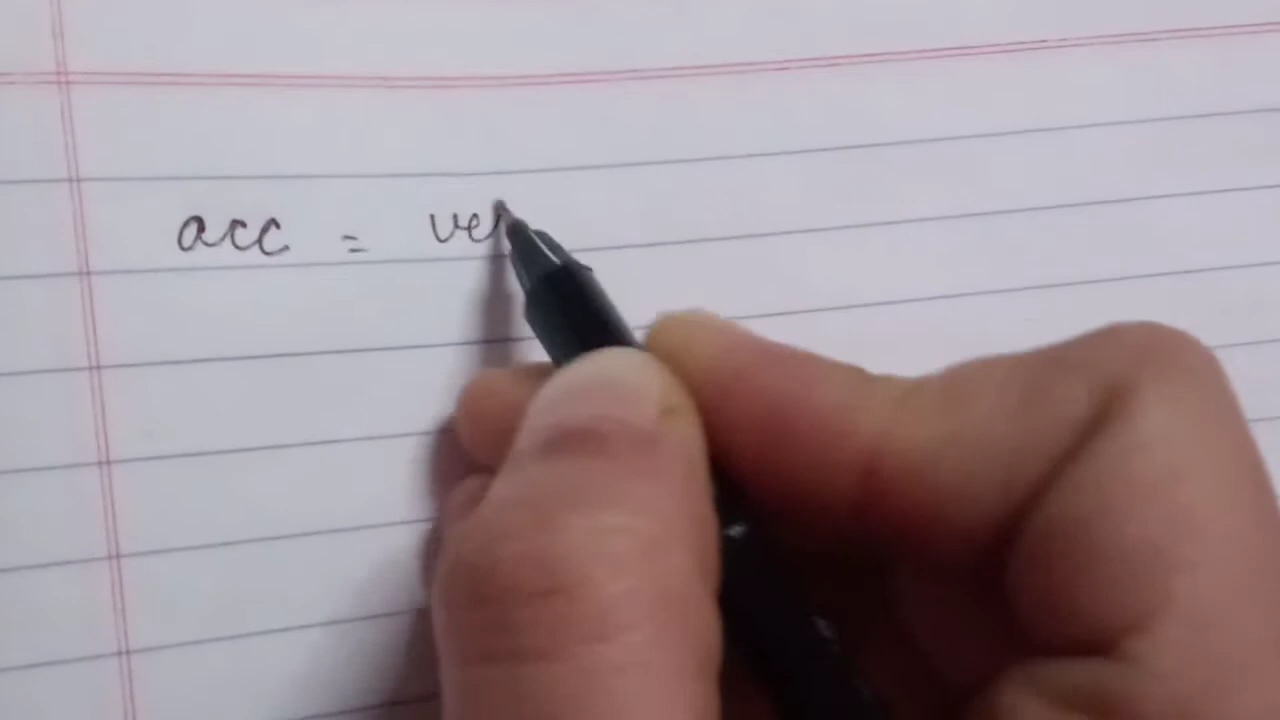 acc = ve